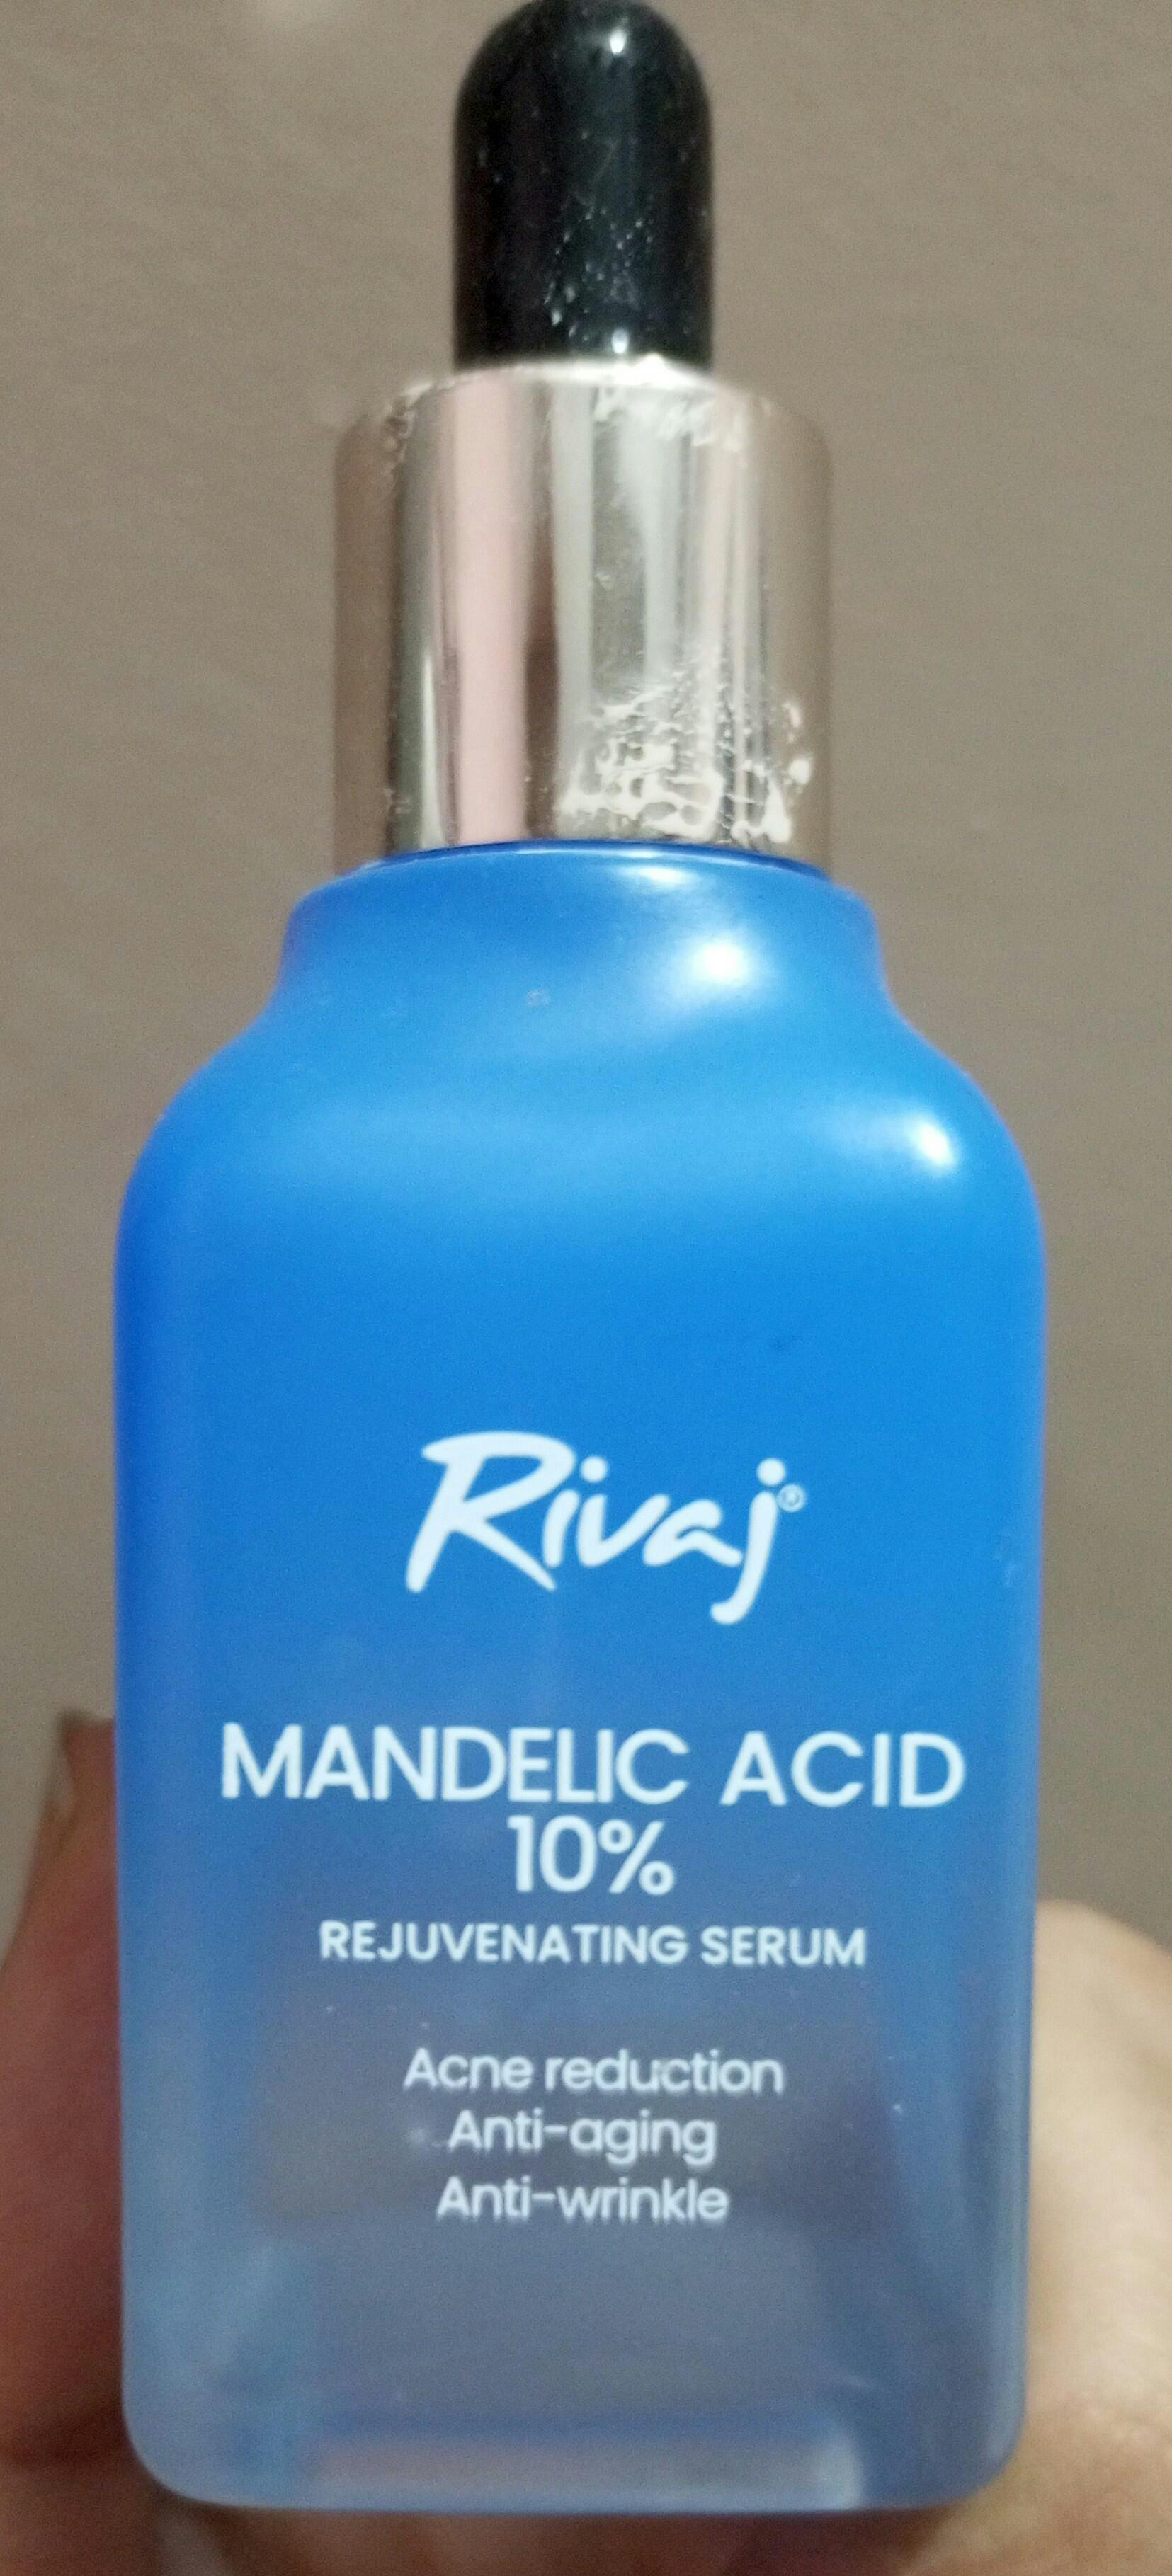 Rivaj®
MANDELIC ACID
10%
REJUVENATING SERUM
Acne reduction
Anti-aging
Anti-wrinkle